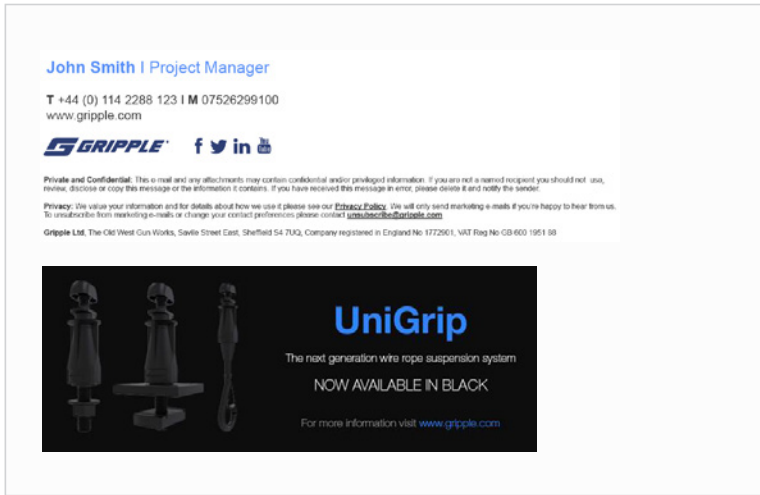 John Smith I Project Manager
T +44 (0) 114 2288 123 I M 07526299100
www.gripple.com
GRIPPLE
Private and Confidential: This e-mail and any attachments may contain confidential and/or privileged information. If you are not a named recipient you should not use,
review, disclose or copy this message or the information it contains. If you have received this message in error, please delete it and notify the sender.
Privacy: We value your information and for details about how we use it please see our Privacy Policy. We will only send marketing e-mails if you're happy to hear from us.
To unsubscribe from marketing e-mails or change your contact preferences please contact unsubscribe@gripple.com
Gripple Ltd, The Old West Gun Works, Savile Street East, Sheffield S4 7UQ, Company registered in England No 1772901, VAT Reg No GB 600 1951 88
UniGrip
The next generation wire rope suspension system
NOW AVAILABLE IN BLACK
For more information visit www.gripple.com